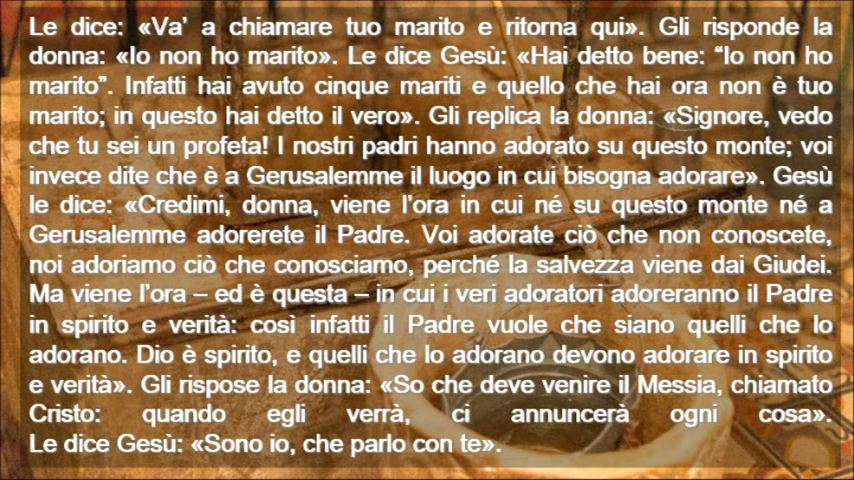 Le dice: «Va’ a chiamare tuo marito e ritorna qui». Gli risponde la
donna: «Io non ho marito». Le dice Gesù: «Hai detto bene: “Io non ho
marito”. Infatti hai avuto cinque mariti e quello che hai ora non è tuo
marito; in questo hai detto il vero». Gli replica la donna: «Signore, vedo
che tu sei un profeta! I nostri padri hanno adorato su questo monte; voi
invece dite che è a Gerusalemme il luogo in cui bisogna adorare». Gesù
le dice: «Credimi, donna, viene l’ora in cui né su questo monte né a
Gerusalemme adorerete il Padre. Voi adorate ciò che non conoscete,
noi adoriamo ciò che conosciamo, perché la salvezza viene dai Giudei.
Ma viene l’ora – ed è questa – in cui i veri adoratori adoreranno il Padre
in spirito e verità: così infatti il Padre vuole che siano quelli che lo
adorano. Dio è spirito, e quelli che lo adorano devono adorare in spirito
e verità». Gli rispose la donna: «So che deve venire il Messia, chiamato
Cristo: quando egli verrà, ci annuncerà ogni cosa».
Le dice Gesù: «Sono io, che parlo con te».